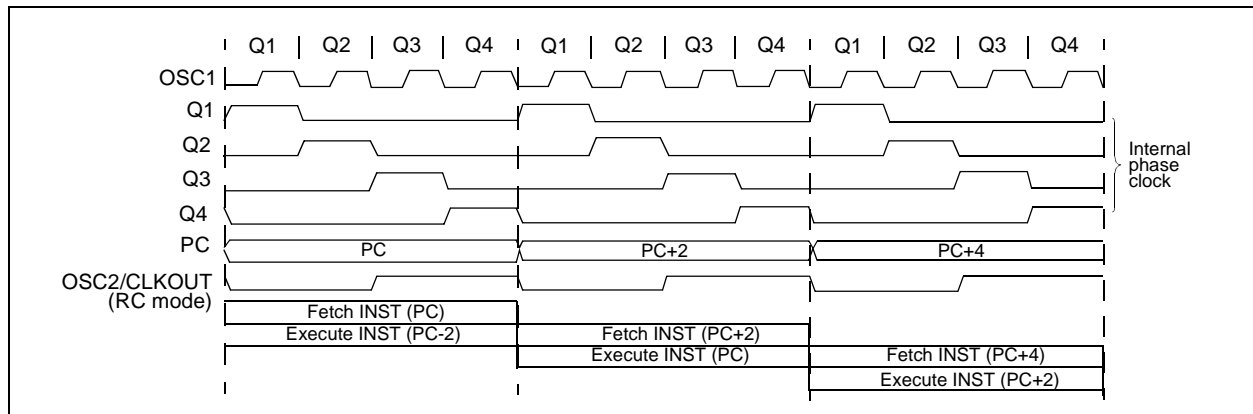 Q1 Q2 Q3 Q4 Q1 Q2 Q3 Q4 Q1 Q2 Q3 Q4
OSC1
Q1
Q2
Q3
Q4
Internal
phase
clock
PC PC PC+2 PC+4
OSC2/CLKOUT
(RC mode)
Fetch INST (PC)
Execute INST (PC-2) Fetch INST (PC+2)
Execute INST (PC) Fetch INST (PC+4)
Execute INST (PC+2)